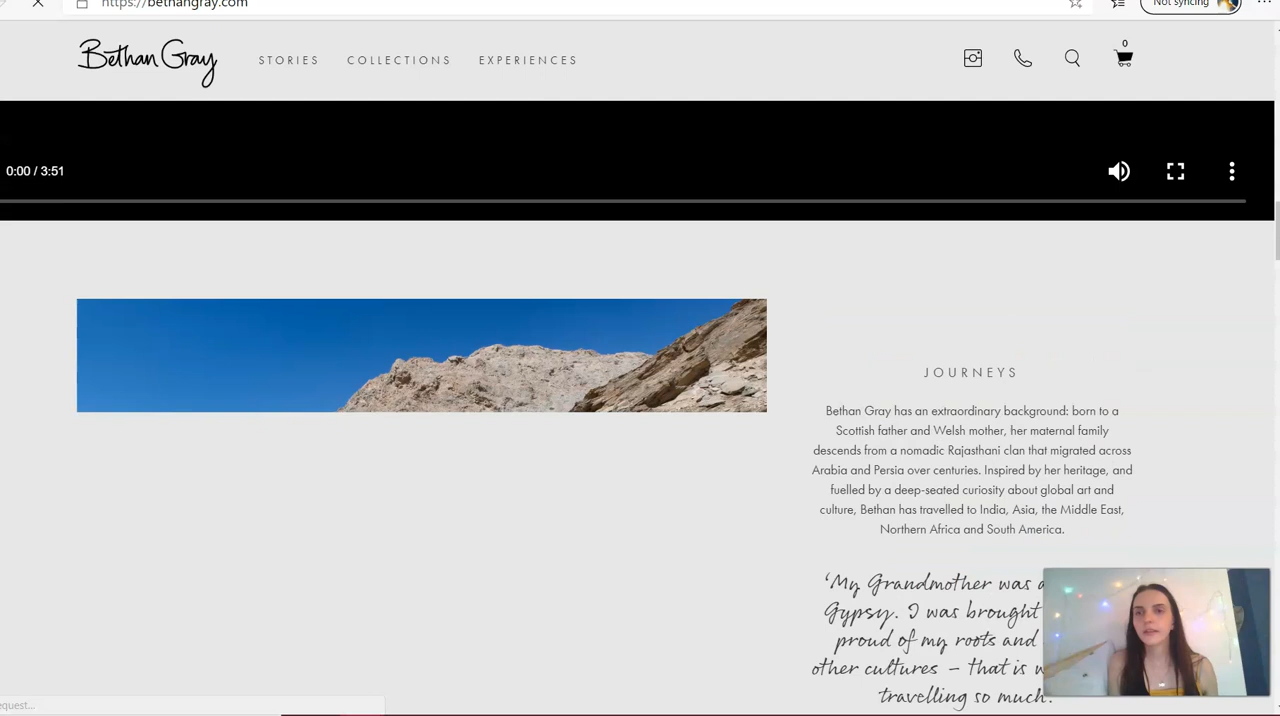 https://bethangray.com
Not syncing
Bethan Gray
STORIES
COLLECTIONS
EXPERIENCES
0
0:00 / 3:51
JOURNEYS
Bethan Gray has an extraordinary background: born to a
Scottish father and Welsh mother, her maternal family
descends from a nomadic Rajasthani clan that migrated across
Arabia and Persia over centuries. Inspired by her heritage, and
fuelled by a deep-seated curiosity about global art and
culture, Bethan has travelled to India, Asia, the Middle East,
Northern Africa and South America.
‘My Grandmother was a
Gypsy. I was brought
proud of my roots and
other cultures – that is
travelling so much.
equest...